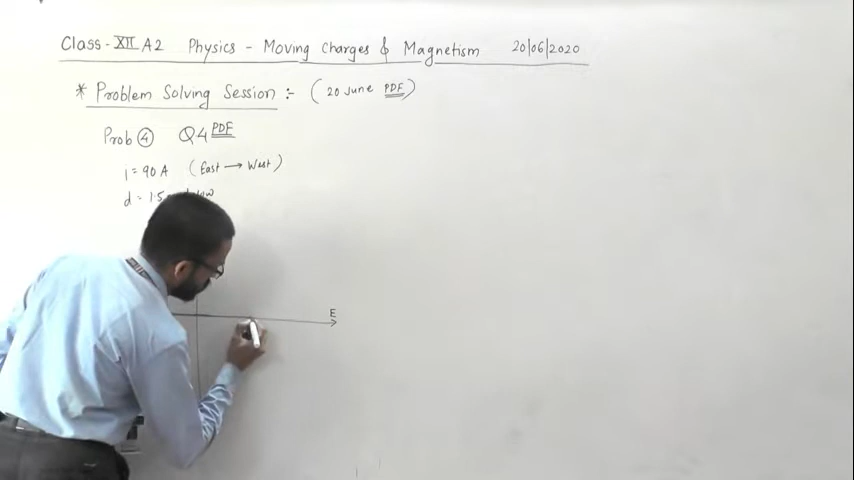 Class - XII A2 Physics - Moving Charges & Magnetism 20/06/2020
* Problem Solving Session :- (20 June PDF)
Prob 4 Q4 PDF
i = 90 A (East → West)
d = 1.5
E